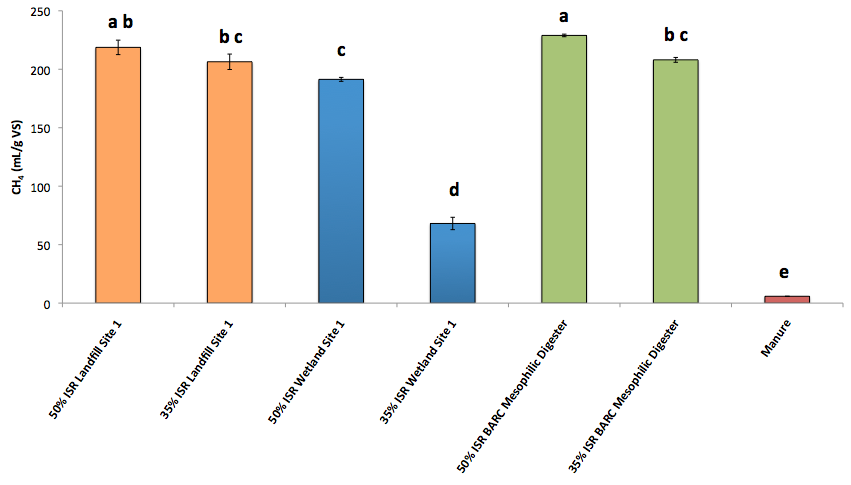 250
200
150
100
50
0
CH₄ (mL/g VS)
a b
b c
c
d
a
b c
e
50% ISR Landfill Site 1
35% ISR Landfill Site 1
50% ISR Wetland Site 1
35% ISR Wetland Site 1
50% ISR BARC Mesophilic Digester
35% ISR BARC Mesophilic Digester
Manure